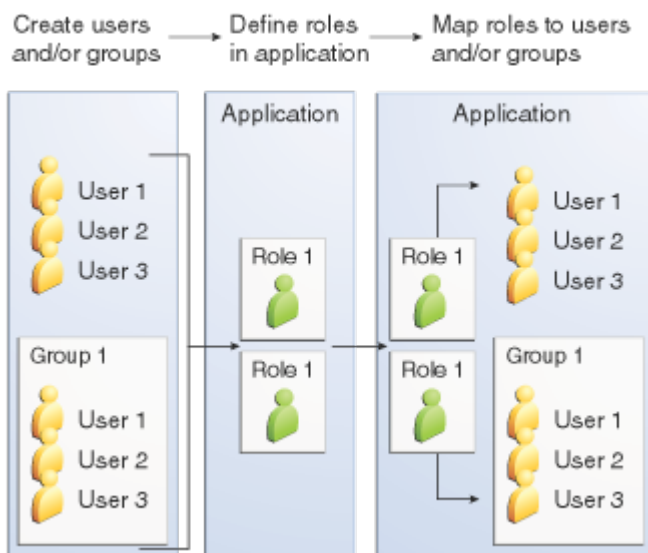 Create users
and/or groups
Define roles
in application
Map roles to users
and/or groups
User 1
User 2
User 3
Group 1
User 1
User 2
User 3
Application
Role 1
Role 1
Application
Role 1
Role 1
User 1
User 2
User 3
Group 1
User 1
User 2
User 3